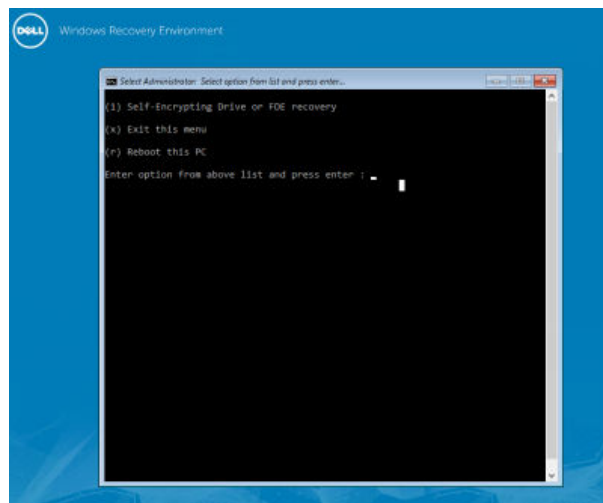 DELL
Windows Recovery Environment
Select Administrator: Select option from list and press enter...
(1) Self-Encrypting Drive or FDE recovery
(x) Exit this menu
(r) Reboot this PC
Enter option from above list and press enter :